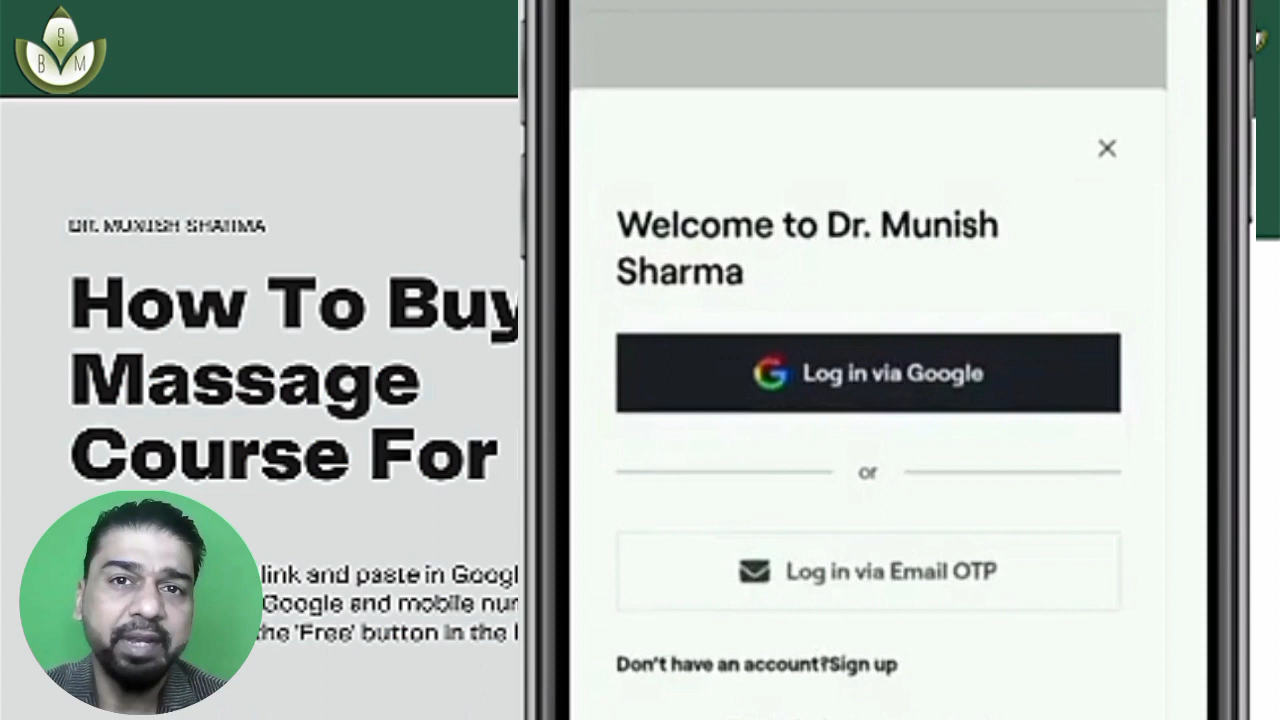 S
B M
DR. MUNISH SHARMA
How To Buy
Massage
Course For
link and paste in Googl
Google and mobile nu
the 'Free' button in the
Welcome to Dr. Munish
Sharma
Log in via Google
or
Log in via Email OTP
Don't have an account?Sign up